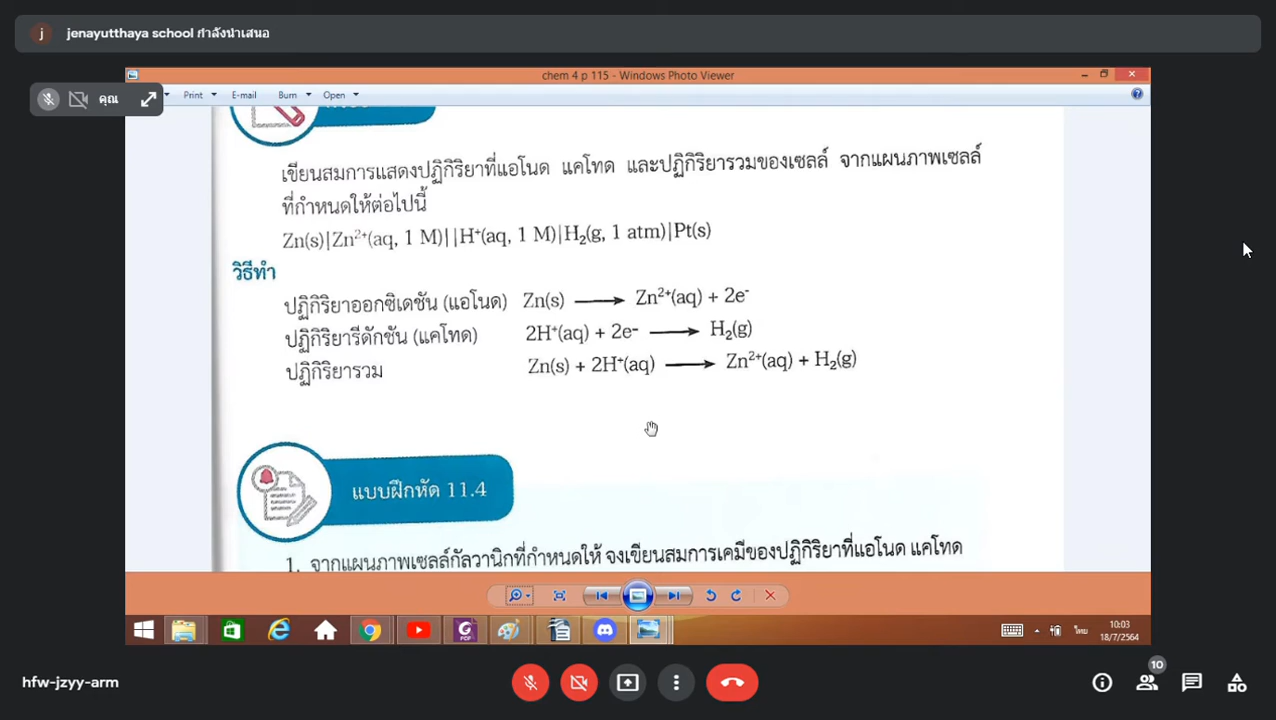 j jenayutthaya school กำลังนำเสนอ
chem 4 p 115 - Windows Photo Viewer
คุณ
Print E-mail Burn Open
เขียนสมการแสดงปฏิกิริยาที่แอโนด แคโทด และปฏิกิริยารวมของเซลล์ จากแผนภาพเซลล์
ที่กำหนดให้ต่อไปนี้
Zn(s)|Zn²⁺(aq, 1 M)||H⁺(aq, 1 M)|H₂(g, 1 atm)|Pt(s)
วิธีทำ
ปฏิกิริยาออกซิเดชัน (แอโนด) Zn(s) ⟶ Zn²⁺(aq) + 2e⁻
ปฏิกิริยารีดักชัน (แคโทด) 2H⁺(aq) + 2e⁻ ⟶ H₂(g)
ปฏิกิริยารวม Zn(s) + 2H⁺(aq) ⟶ Zn²⁺(aq) + H₂(g)
แบบฝึกหัด 11.4
1. จากแผนภาพเซลล์กัลวานิกที่กำหนดให้ จงเขียนสมการเคมีของปฏิกิริยาที่แอโนด แคโทด
ไทย
10:03
18/7/2564
10
hfw-jzyy-arm